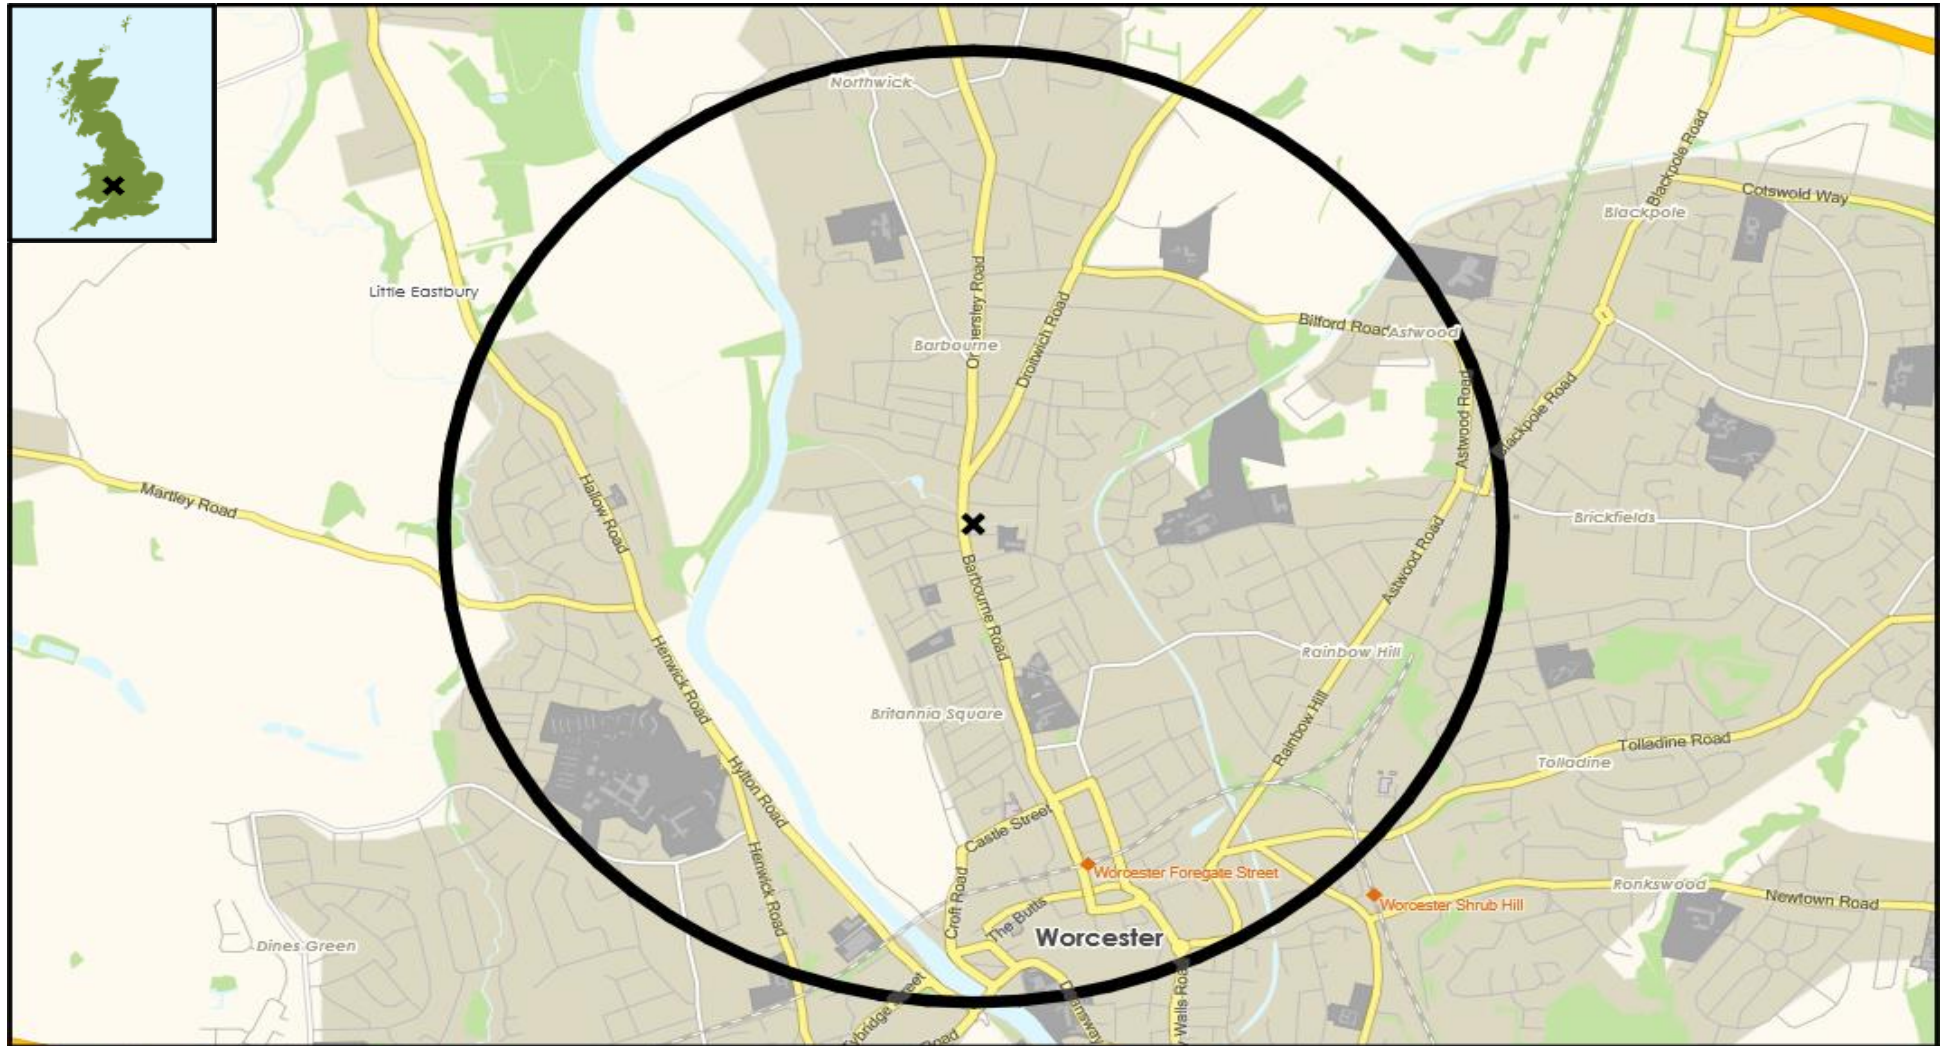 Northwick
Blackpole Road
Cotswold Way
Blackpole
Little Eastbury
Droitwich Road
Bilford Road
Astwood
Barbourne
Astwood Road
Blackpole Road
Martley Road
Hallow Road
Brickfields
Astwood Road
Barbourne Road
Henwick Road
Rainbow Hill
Britannia Square
Rainbow Hill
Tolladine Road
Tolladine
Hylton Road
Castle Street
Worcester Foregate Street
Henwick Road
Croft Road
The Butts
Worcester Shrub Hill
Ronkswood
Newtown Road
Worcester
Dines Green
Road